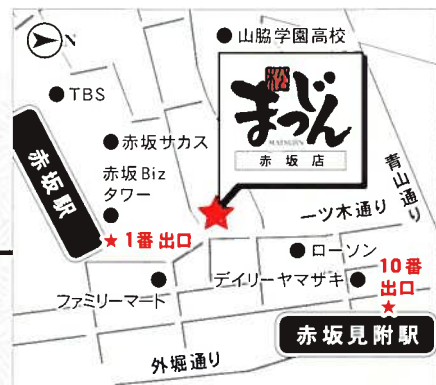 N
山脇学園高校
TBS
松
まつじん
MATSUJIN
赤坂店
赤坂サカス
赤坂駅
赤坂Biz
タワー
青山通り
一ツ木通り
★1番出口
ローソン
10番
出口
★
デイリーヤマザキ
ファミリーマート
赤坂見附駅
外堀通り